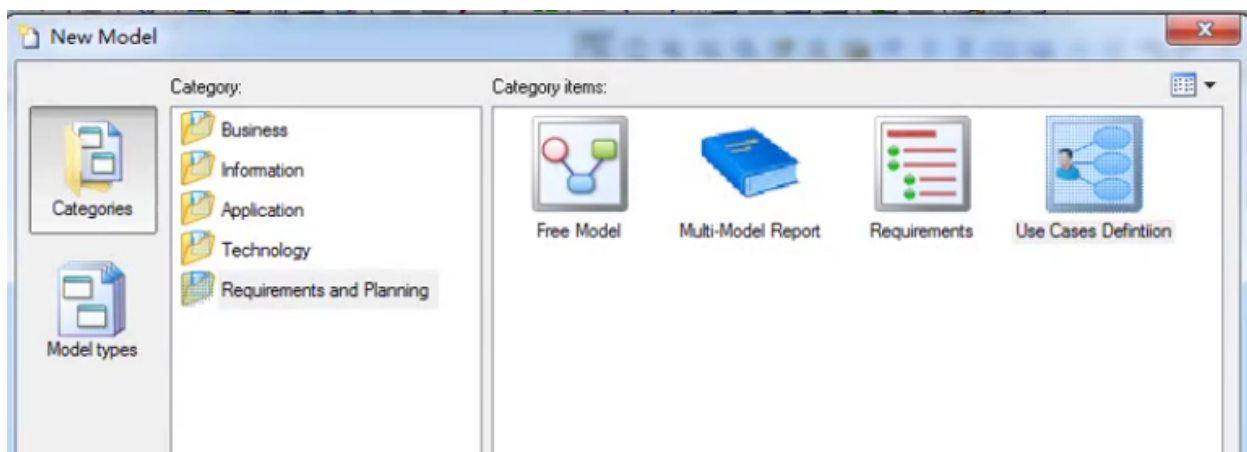 New Model
Category:
Category items:
Categories
Model types
Business
Information
Application
Technology
Requirements and Planning
Free Model
Multi-Model Report
Requirements
Use Cases Defintiion